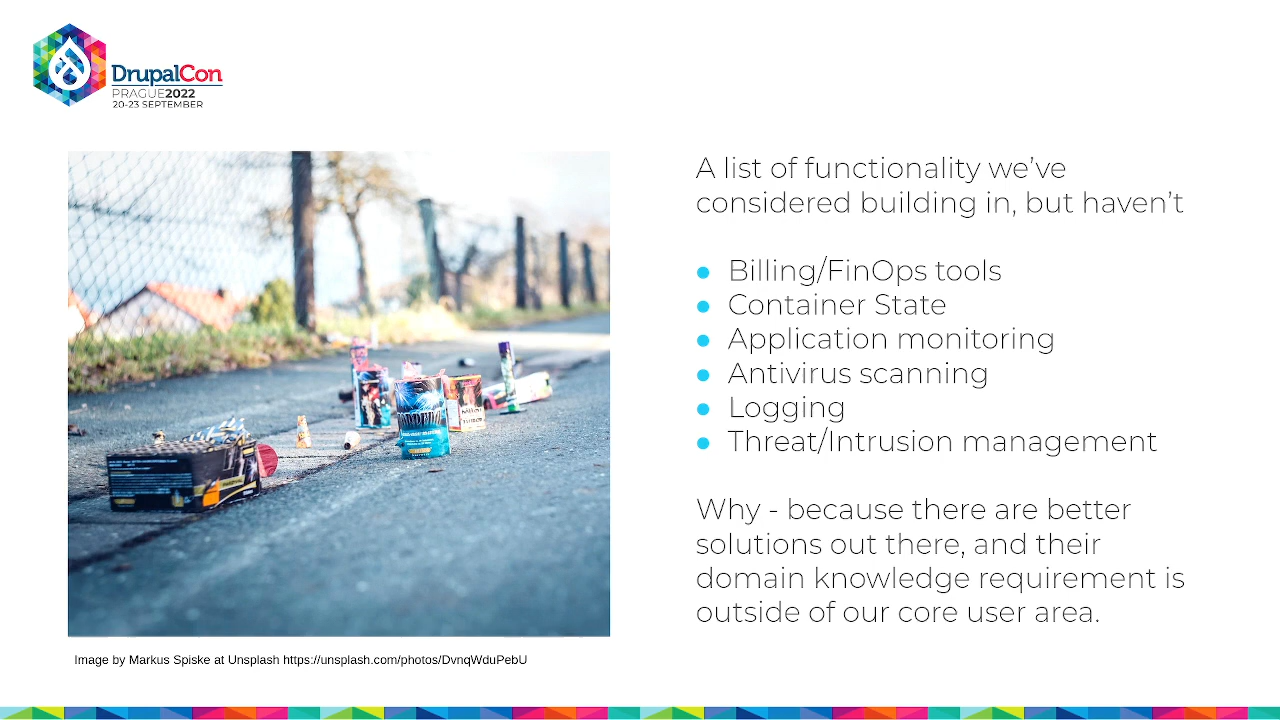 DrupalCon
PRAGUE2022
20-23 SEPTEMBER
A list of functionality we’ve
considered building in, but haven’t
Billing/FinOps tools
Container State
Application monitoring
Antivirus scanning
Logging
Threat/Intrusion management
Why - because there are better
solutions out there, and their
domain knowledge requirement is
outside of our core user area.
Image by Markus Spiske at Unsplash https://unsplash.com/photos/DvnqWduPebU